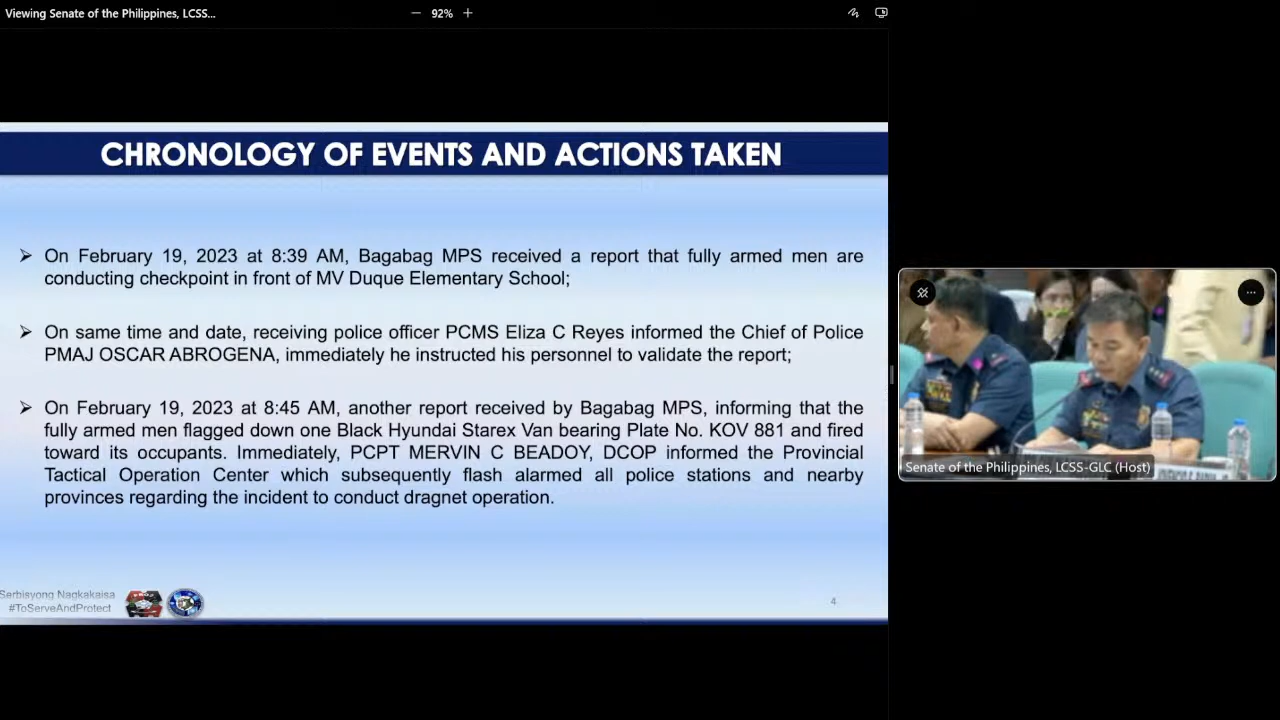 Viewing Senate of the Philippines, LCSS...
92%
CHRONOLOGY OF EVENTS AND ACTIONS TAKEN
On February 19, 2023 at 8:39 AM, Bagabag MPS received a report that fully armed men are
conducting checkpoint in front of MV Duque Elementary School;
On same time and date, receiving police officer PCMS Eliza C Reyes informed the Chief of Police
PMAJ OSCAR ABROGENA, immediately he instructed his personnel to validate the report;
On February 19, 2023 at 8:45 AM, another report received by Bagabag MPS, informing that the
fully armed men flagged down one Black Hyundai Starex Van bearing Plate No. KOV 881 and fired
toward its occupants. Immediately, PCPT MERVIN C BEADOY, DCOP informed the Provincial
Tactical Operation Center which subsequently flash alarmed all police stations and nearby
provinces regarding the incident to conduct dragnet operation.
Serbisyong Nagkakaisa
#ToServeAndProtect
4
Senate of the Philippines, LCSS-GLC (Host)